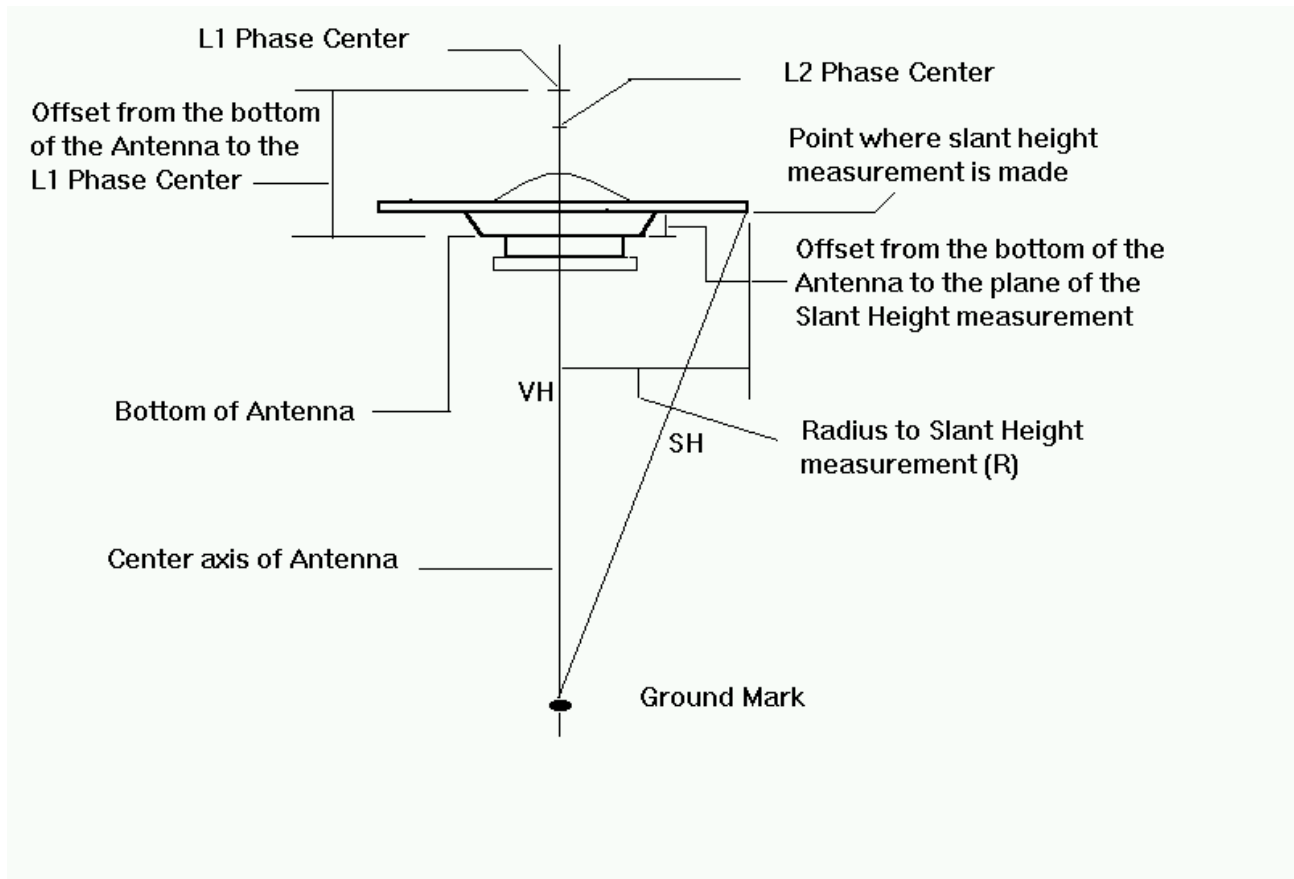 L1 Phase Center
L2 Phase Center
Offset from the bottom
of the Antenna to the
L1 Phase Center
Point where slant height
measurement is made
Offset from the bottom of the
Antenna to the plane of the
Slant Height measurement
VH
Bottom of Antenna
SH
Radius to Slant Height
measurement (R)
Center axis of Antenna
Ground Mark